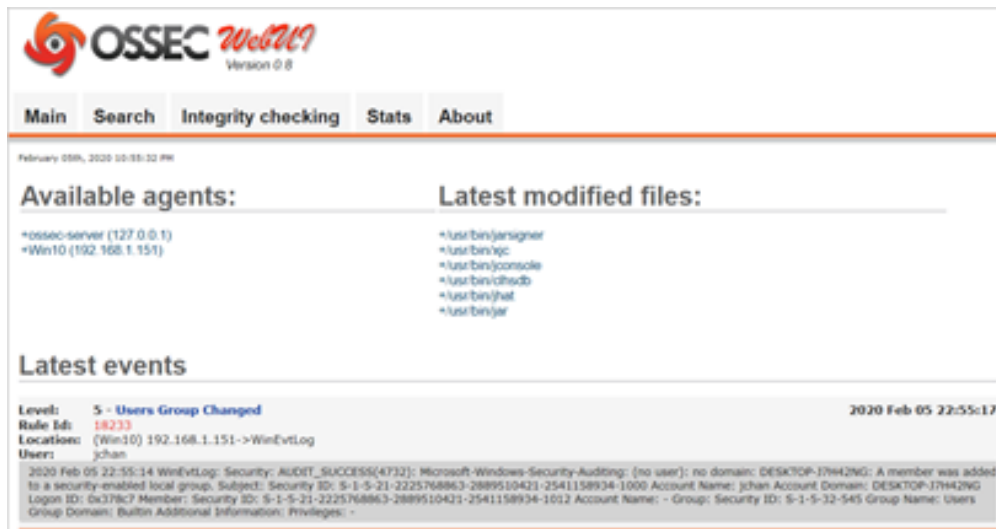 OSSEC WebUI
Version 0.8
Main Search Integrity checking Stats About
February 05th, 2020 10:55:32 PM
Available agents:
+ossec-server (127.0.0.1)
+Win10 (192.168.1.151)
Latest modified files:
+/usr/bin/jarsigner
+/usr/bin/xjc
+/usr/bin/jconsole
+/usr/bin/clhsdb
+/usr/bin/jhat
+/usr/bin/jar
Latest events
Level: 5 - Users Group Changed 2020 Feb 05 22:55:17
Rule Id: 18233
Location: (Win10) 192.168.1.151->WinEvtLog
User: jchan
2020 Feb 05 22:55:14 WinEvtLog: Security: AUDIT_SUCCESS(4732): Microsoft-Windows-Security-Auditing: (no user): no domain: DESKTOP-J7H42NG: A member was added
to a security-enabled local group. Subject: Security ID: S-1-5-21-2225768863-2889510421-2541158934-1000 Account Name: jchan Account Domain: DESKTOP-J7H42NG
Logon ID: 0x378c7 Member: Security ID: S-1-5-21-2225768863-2889510421-2541158934-1012 Account Name: - Group: Security ID: S-1-5-32-545 Group Name: Users
Group Domain: Builtin Additional Information: Privileges: -